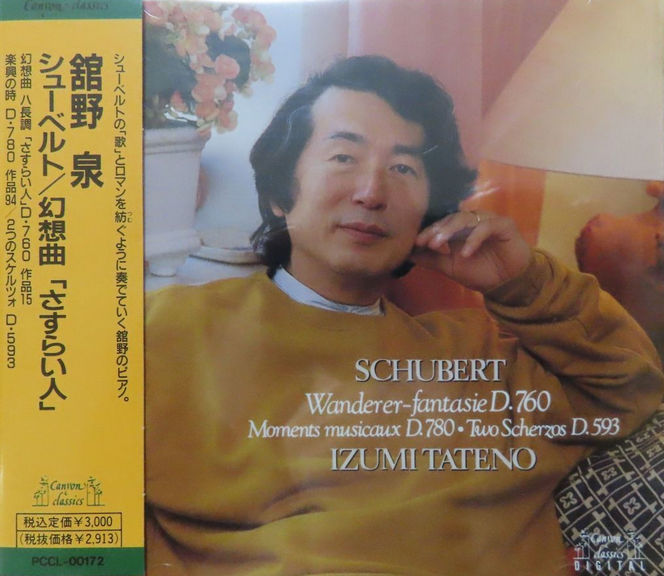 Canyon classics
舘野 泉
シューベルト/幻想曲「さすらい人」
シューベルトの「歌」とロマンを紡ぐように奏でていく舘野のピアノ。
つむ
幻想曲 ハ長調「さすらい人」D・760 作品15
楽興の時 D・780 作品94/2つのスケルツォ D・593
Canyon
classics
税込定価¥3,000
(税抜価格¥2,913)
PCCL-00172
SCHUBERT
Wanderer-fantasie D.760
Moments musicaux D.780・Two Scherzos D.593
IZUMI TATENO
Canyon
classics
DIGITAL